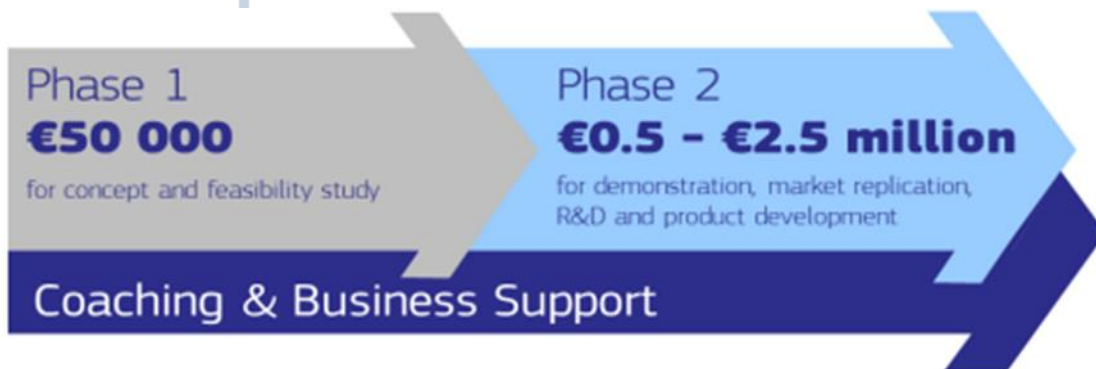 Phase 1
€50 000
for concept and feasibility study
Phase 2
€0.5 – €2.5 million
for demonstration, market replication,
R&D and product development
Coaching & Business Support